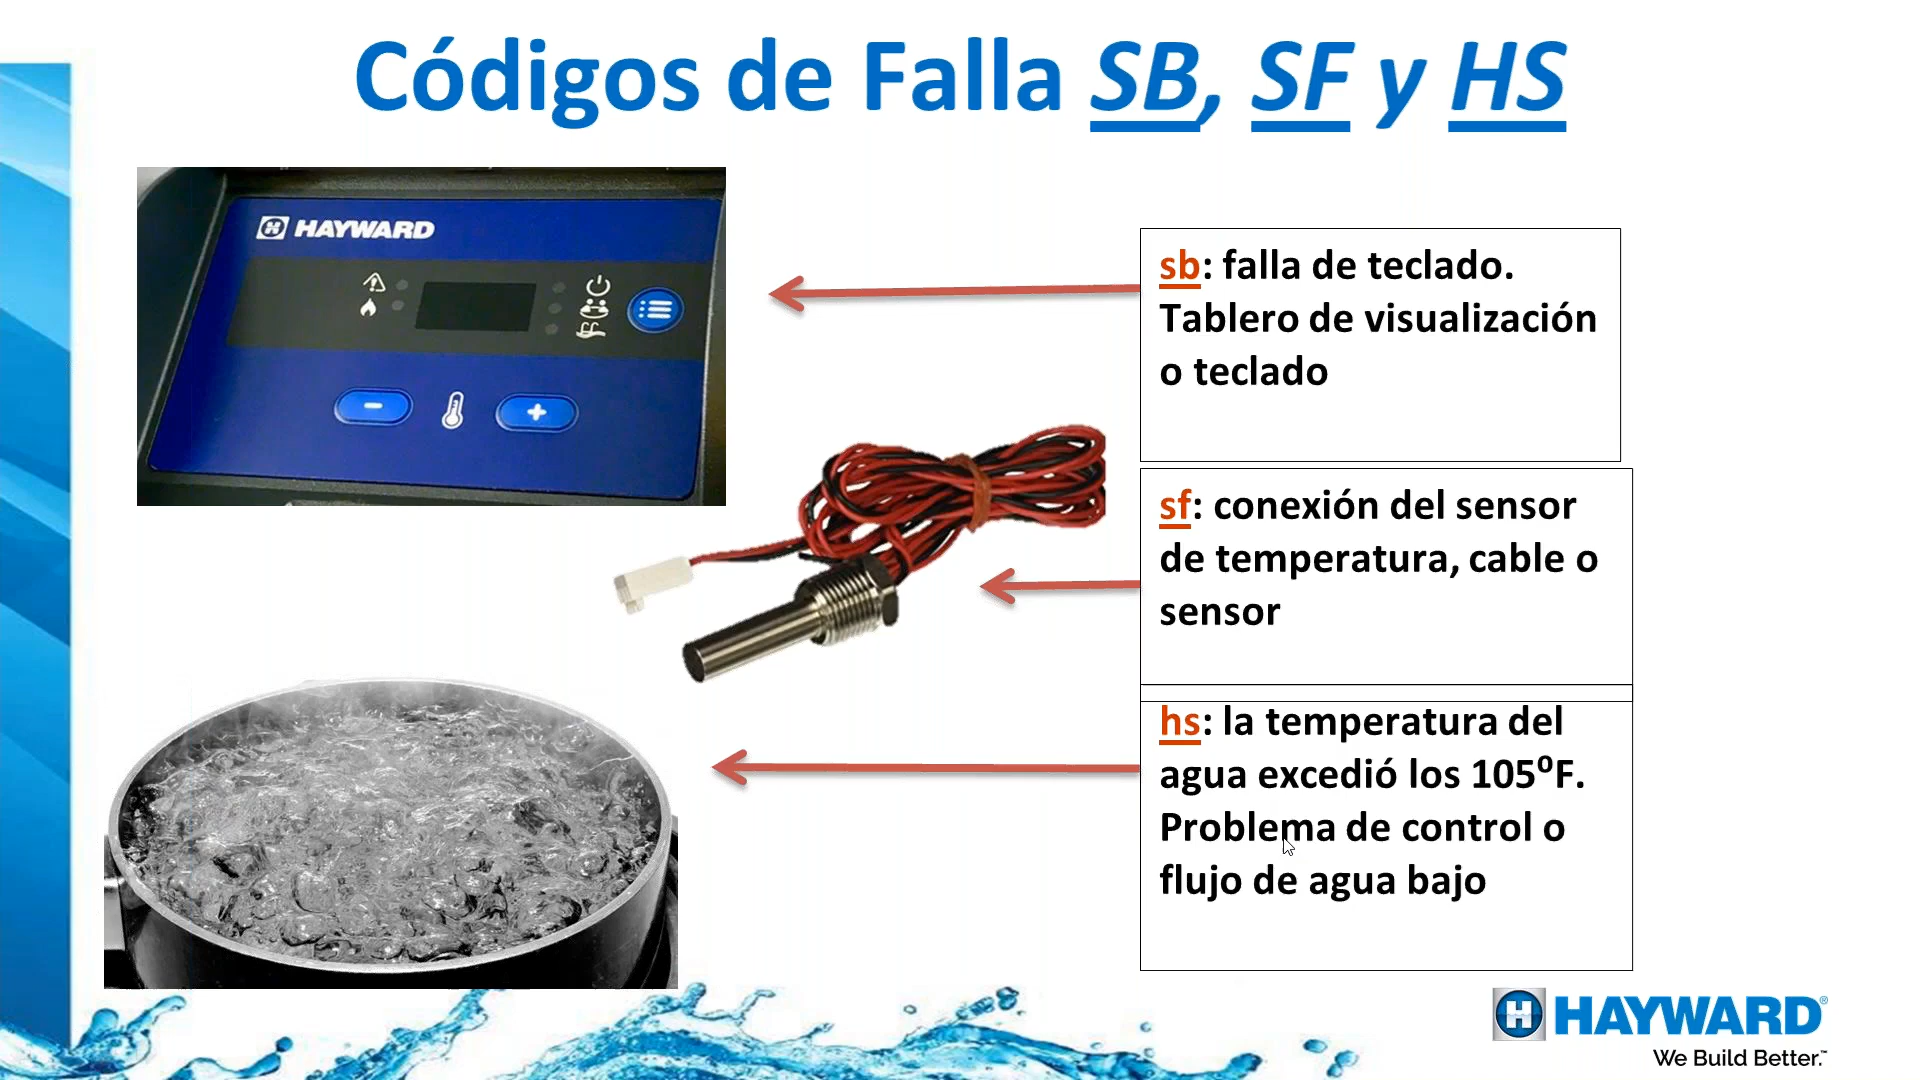 Códigos de Falla SB, SF y HS
HAYWARD
sb: falla de teclado.
Tablero de visualización
o teclado
sf: conexión del sensor
de temperatura, cable o
sensor
hs: la temperatura del
agua excedió los 105⁰F.
Problema de control o
flujo de agua bajo
HAYWARD®
We Build Better.™